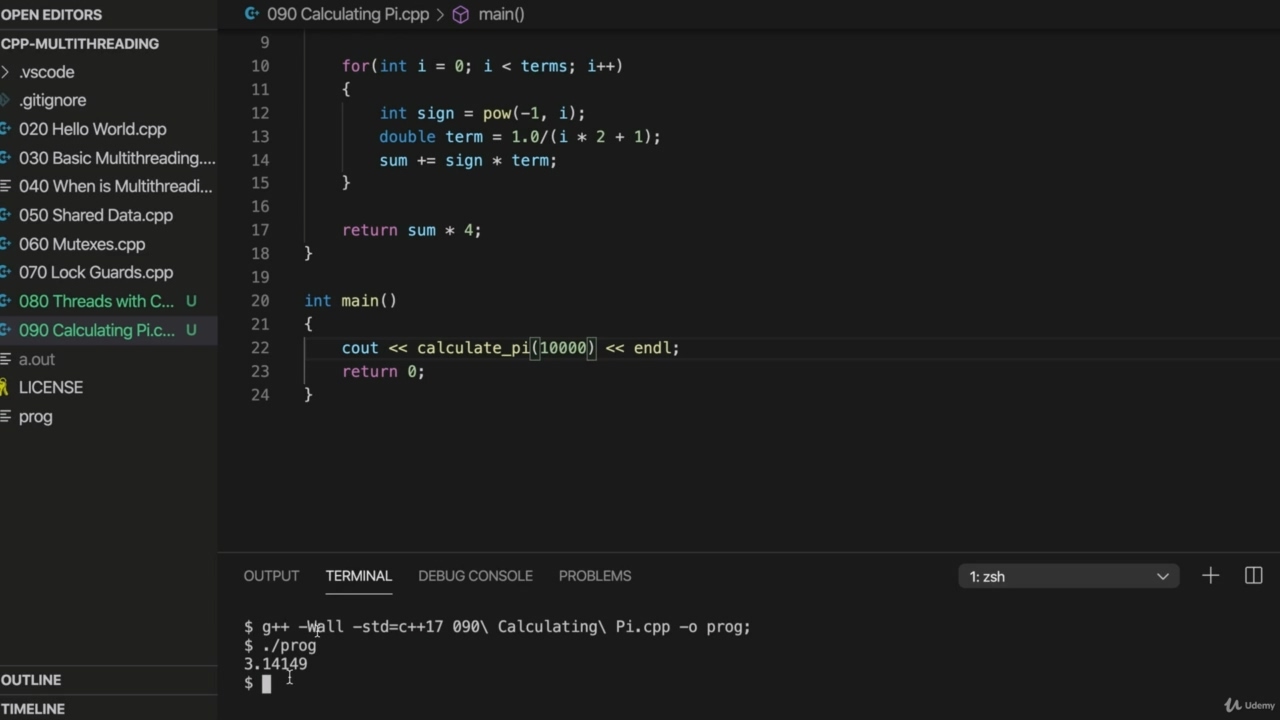 OPEN EDITORS
CPP-MULTITHREADING
.vscode
.gitignore
020 Hello World.cpp
030 Basic Multithreading....
040 When is Multithreadi...
050 Shared Data.cpp
060 Mutexes.cpp
070 Lock Guards.cpp
080 Threads with C... U
090 Calculating Pi.c... U
a.out
LICENSE
prog
OUTLINE
TIMELINE
090 Calculating Pi.cpp > main()
9
10 for(int i = 0; i < terms; i++)
11 {
12 int sign = pow(-1, i);
13 double term = 1.0/(i * 2 + 1);
14 sum += sign * term;
15 }
16
17 return sum * 4;
18 }
19
20 int main()
21 {
22 cout << calculate_pi(10000) << endl;
23 return 0;
24 }
OUTPUT TERMINAL DEBUG CONSOLE PROBLEMS 1: zsh
$ g++ -Wall -std=c++17 090\ Calculating\ Pi.cpp -o prog;
$ ./prog
3.14149
$
Udemy